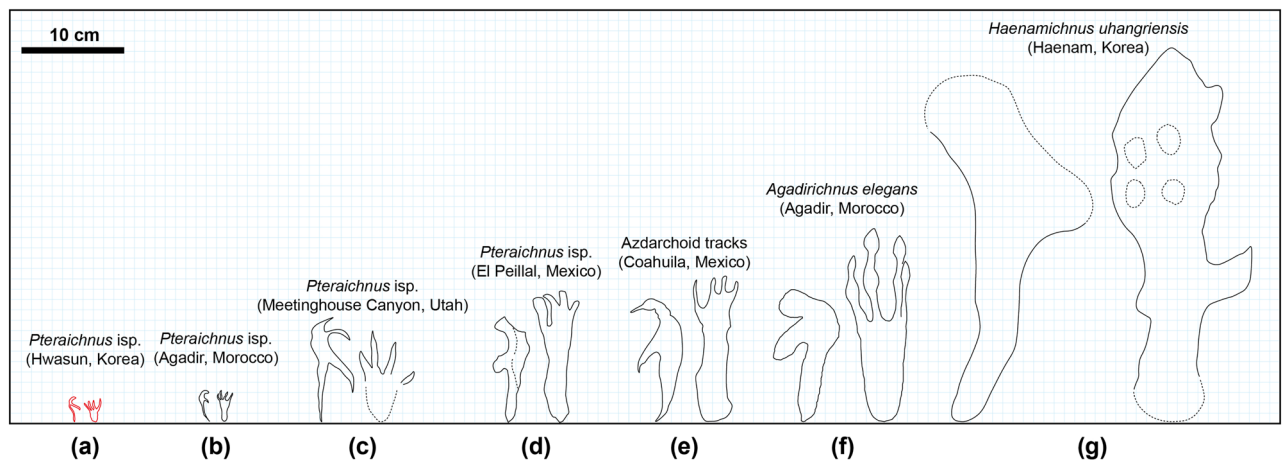 10 cm
Pteraichnus isp.
(Hwasun, Korea)
Pteraichnus isp.
(Agadir, Morocco)
Pteraichnus isp.
(Meetinghouse Canyon, Utah)
Pteraichnus isp.
(El Peillal, Mexico)
Azdarchoid tracks
(Coahuila, Mexico)
Agadirichnus elegans
(Agadir, Morocco)
Haenamichnus uhangriensis
(Haenam, Korea)
(a) (b) (c) (d) (e) (f) (g)